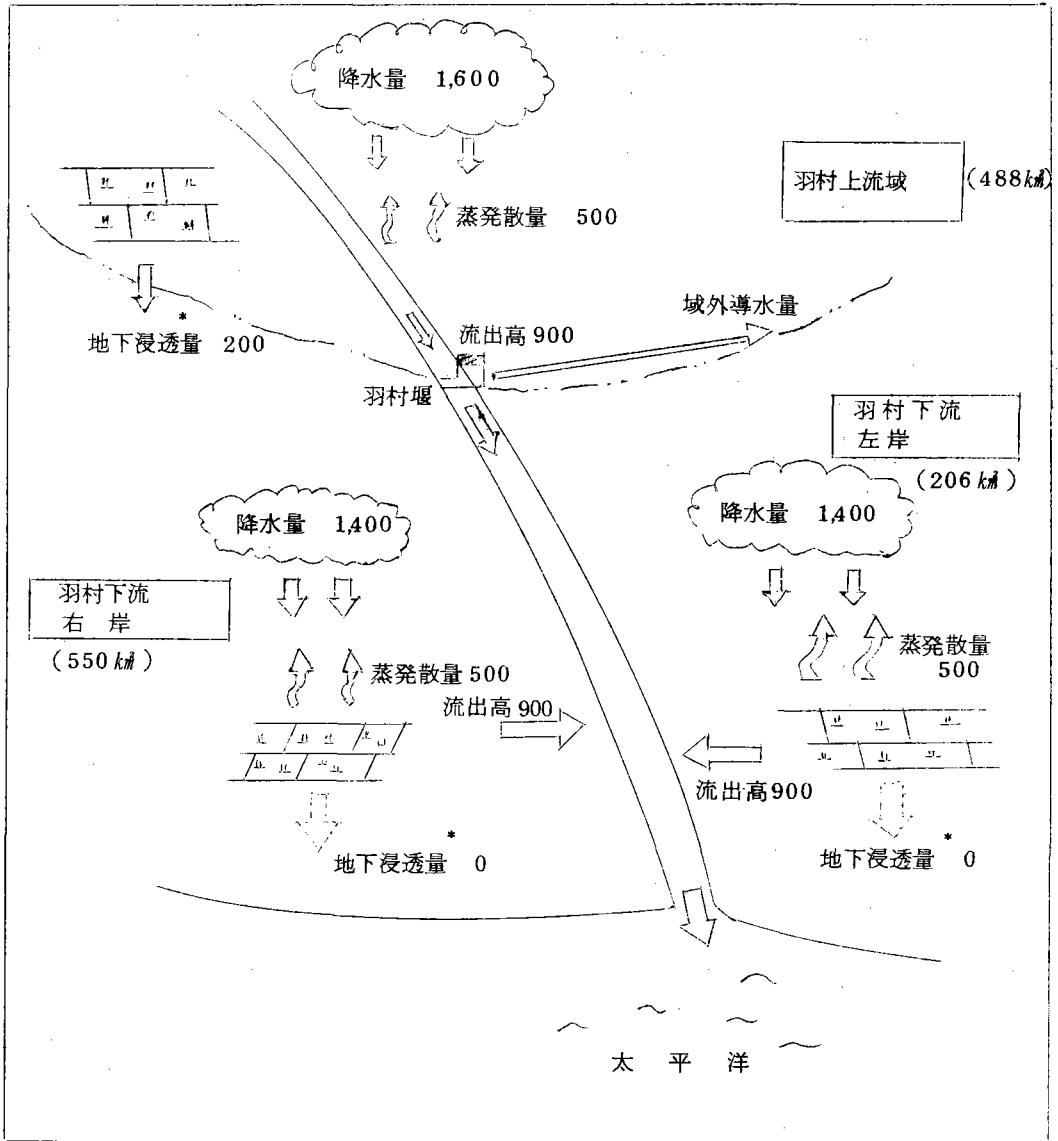 降水量 1,600
羽村上流域 (488km²)
蒸発散量 500
域外導水量
*
地下浸透量 200
流出高 900
羽村堰
羽村下流
左岸
(206km²)
降水量 1,400
降水量 1,400
羽村下流
右岸
(550km²)
蒸発散量
500
蒸発散量 500
流出高 900
流出高 900
*
地下浸透量 0
*
地下浸透量 0
太平洋